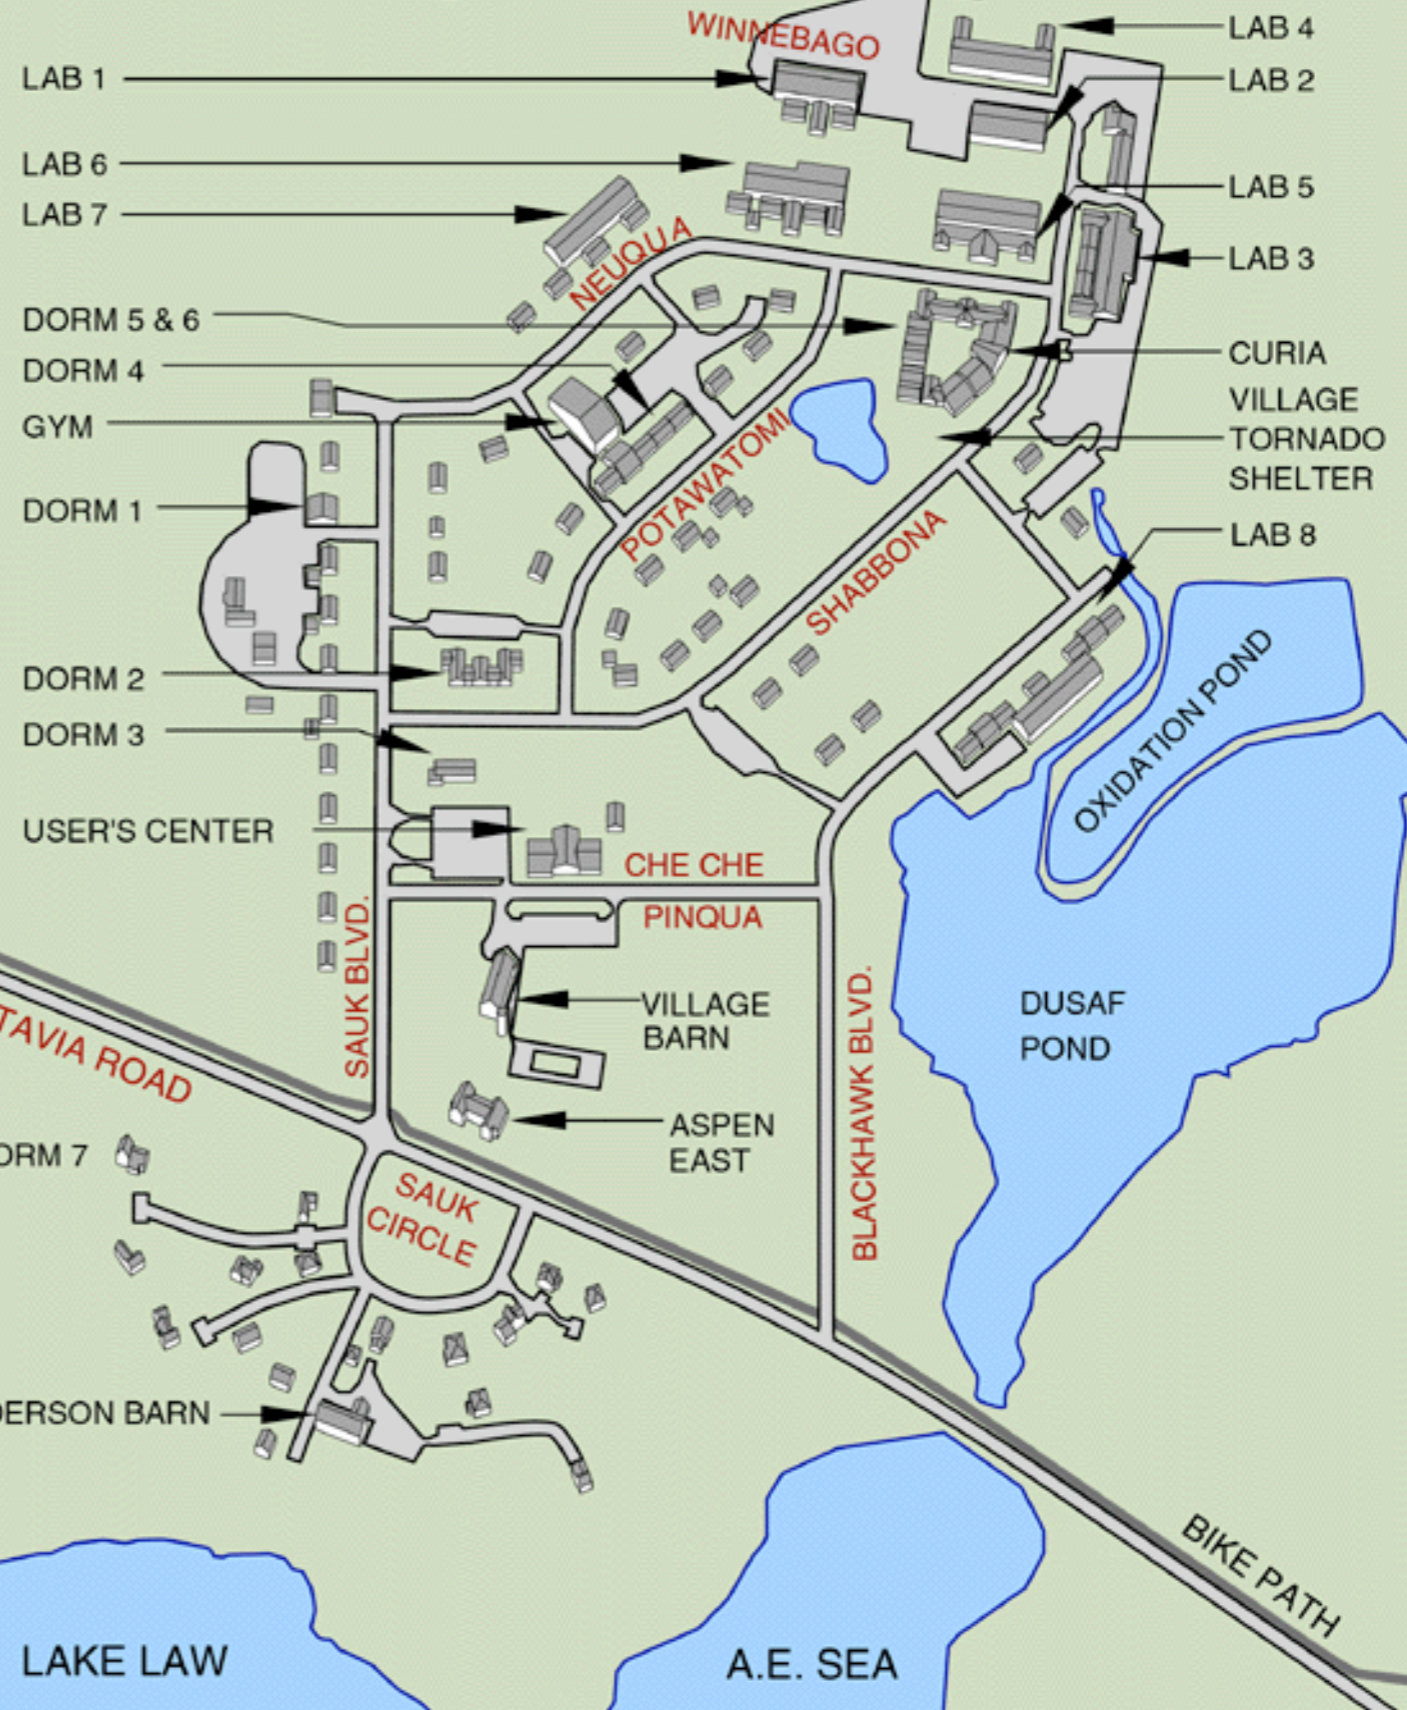 WINNEBAGO
LAB 4
LAB 1
LAB 2
LAB 6
LAB 5
LAB 7
NEUQUA
LAB 3
DORM 5 & 6
CURIA
DORM 4
VILLAGE
TORNADO
SHELTER
GYM
POTAWATOMI
DORM 1
SHABBONA
LAB 8
OXIDATION POND
DORM 2
DORM 3
USER'S CENTER
CHE CHE
PINQUA
SAUK BLVD.
VILLAGE
BARN
BLACKHAWK BLVD.
DUSAF
POND
TAVIA ROAD
ASPEN
EAST
ORM 7
SAUK
CIRCLE
DERSON BARN
BIKE PATH
LAKE LAW
A.E. SEA